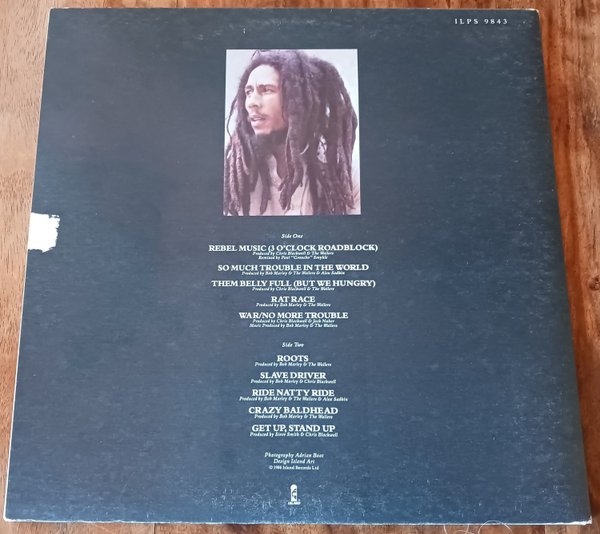 ILPS 9843
Side One
REBEL MUSIC (3 O'CLOCK ROADBLOCK)
Produced by Chris Blackwell & The Wailers
Remixed by Paul "Groucho" Smykle
SO MUCH TROUBLE IN THE WORLD
Produced by Bob Marley & The Wailers & Alex Sadkin
THEM BELLY FULL (BUT WE HUNGRY)
Produced by Chris Blackwell & The Wailers
RAT RACE
Produced by Bob Marley & The Wailers
WAR/NO MORE TROUBLE
Produced by Chris Blackwell & Jack Nuber
Music Produced by Bob Marley & The Wailers
Side Two
ROOTS
Produced by Bob Marley & The Wailers
SLAVE DRIVER
Produced by Bob Marley & Chris Blackwell
RIDE NATTY RIDE
Produced by Bob Marley & The Wailers & Alex Sadkin
CRAZY BALDHEAD
Produced by Bob Marley & The Wailers
GET UP, STAND UP
Produced by Steve Smith & Chris Blackwell
Photography Adrian Boot
Design Island Art
© 1986 Island Records Ltd
ISLAND